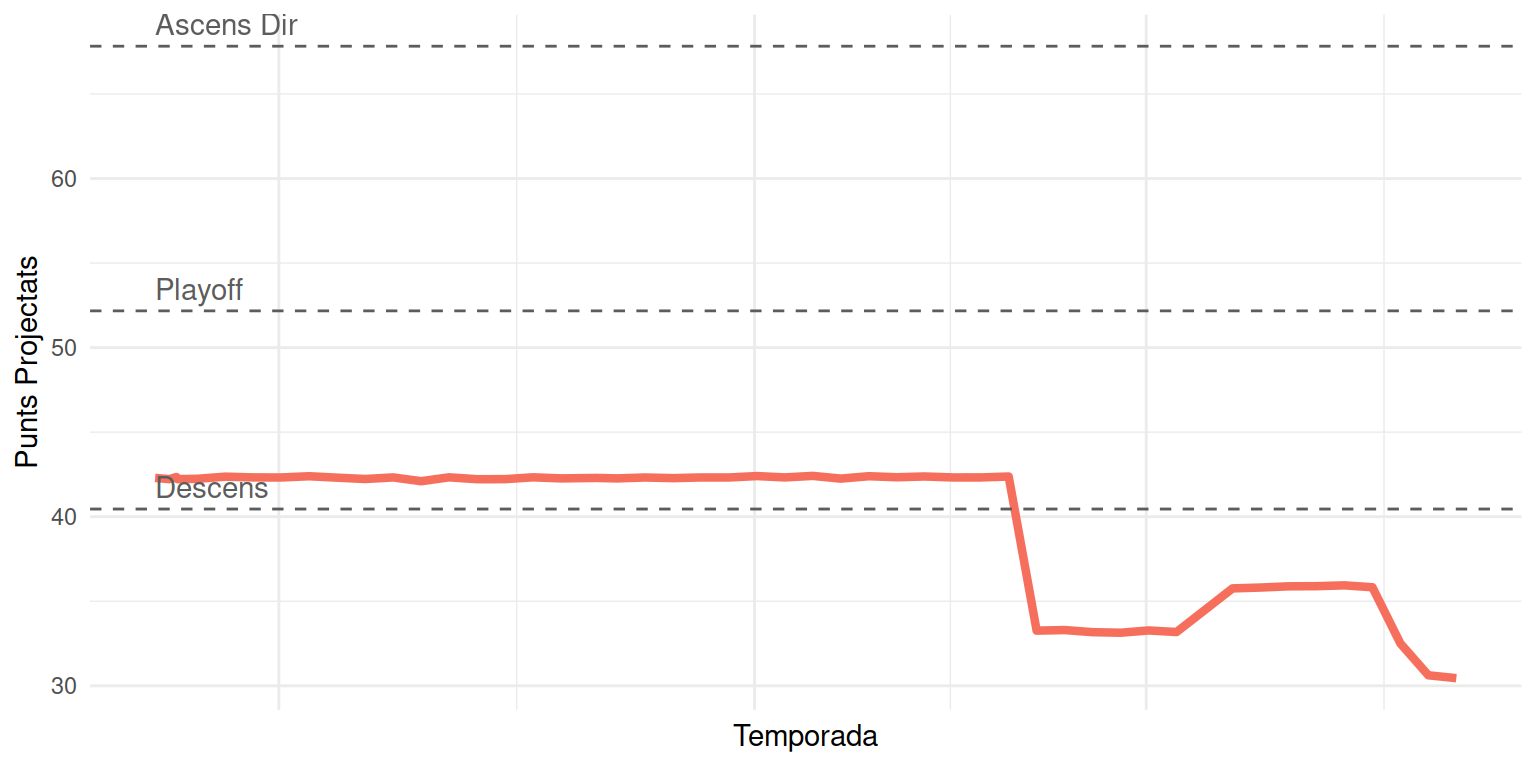 Ascens Dir
60
Playoff
50
Descens
40
30
Punts Projectats
Temporada